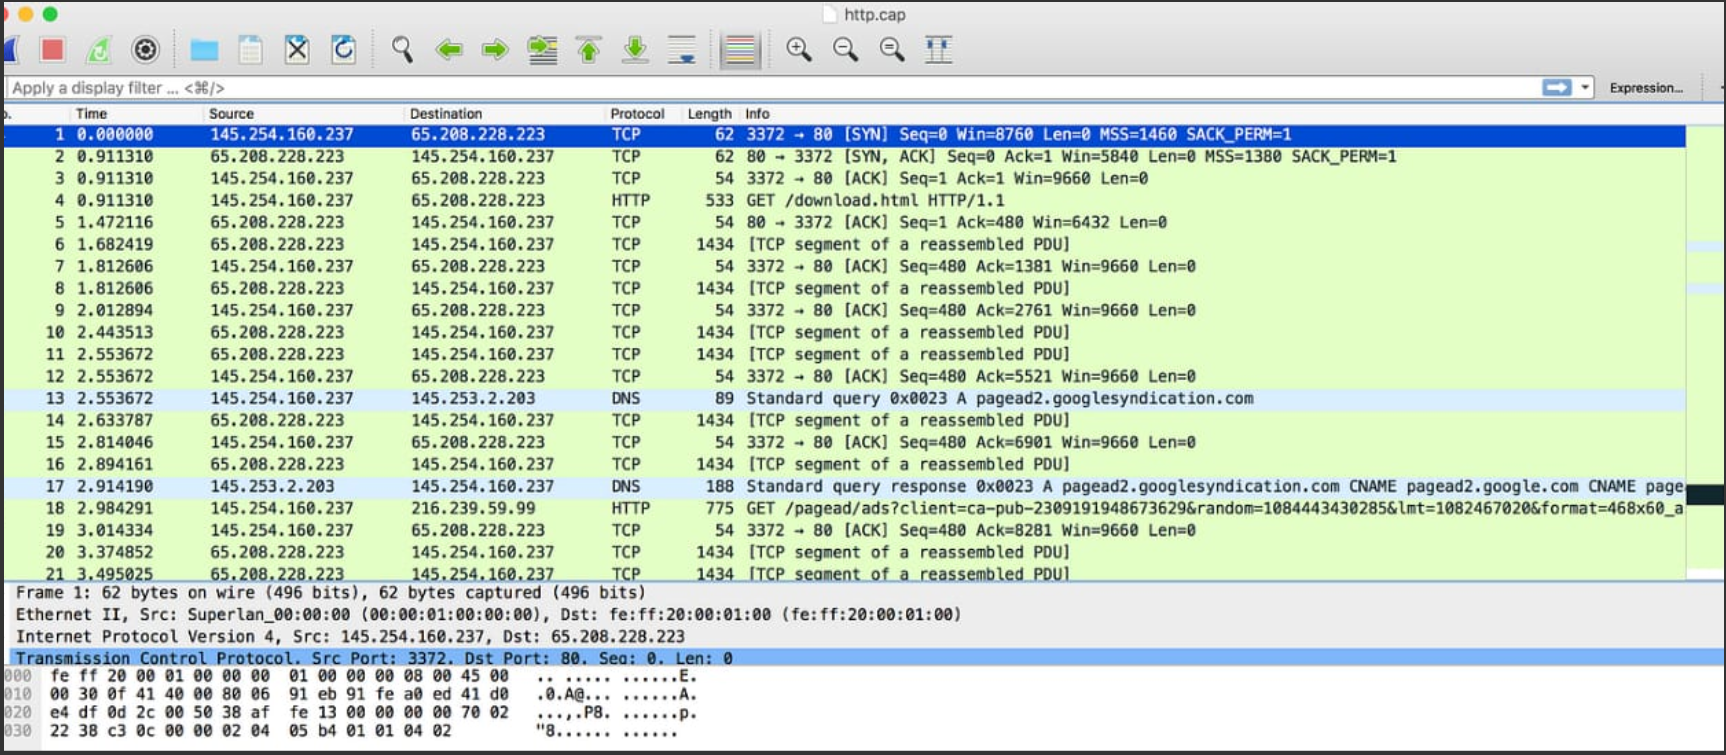 http.cap
Apply a display filter ... <⌘/>
Expression...
Time Source Destination Protocol Length Info
1 0.000000 145.254.160.237 65.208.228.223 TCP 62 3372 → 80 [SYN] Seq=0 Win=8760 Len=0 MSS=1460 SACK_PERM=1
2 0.911310 65.208.228.223 145.254.160.237 TCP 62 80 → 3372 [SYN, ACK] Seq=0 Ack=1 Win=5840 Len=0 MSS=1380 SACK_PERM=1
3 0.911310 145.254.160.237 65.208.228.223 TCP 54 3372 → 80 [ACK] Seq=1 Ack=1 Win=9660 Len=0
4 0.911310 145.254.160.237 65.208.228.223 HTTP 533 GET /download.html HTTP/1.1
5 1.472116 65.208.228.223 145.254.160.237 TCP 54 80 → 3372 [ACK] Seq=1 Ack=480 Win=6432 Len=0
6 1.682419 65.208.228.223 145.254.160.237 TCP 1434 [TCP segment of a reassembled PDU]
7 1.812606 145.254.160.237 65.208.228.223 TCP 54 3372 → 80 [ACK] Seq=480 Ack=1381 Win=9660 Len=0
8 1.812606 65.208.228.223 145.254.160.237 TCP 1434 [TCP segment of a reassembled PDU]
9 2.012894 145.254.160.237 65.208.228.223 TCP 54 3372 → 80 [ACK] Seq=480 Ack=2761 Win=9660 Len=0
10 2.443513 65.208.228.223 145.254.160.237 TCP 1434 [TCP segment of a reassembled PDU]
11 2.553672 65.208.228.223 145.254.160.237 TCP 1434 [TCP segment of a reassembled PDU]
12 2.553672 145.254.160.237 65.208.228.223 TCP 54 3372 → 80 [ACK] Seq=480 Ack=5521 Win=9660 Len=0
13 2.553672 145.254.160.237 145.253.2.203 DNS 89 Standard query 0x0023 A pagead2.googlesyndication.com
14 2.633787 65.208.228.223 145.254.160.237 TCP 1434 [TCP segment of a reassembled PDU]
15 2.814046 145.254.160.237 65.208.228.223 TCP 54 3372 → 80 [ACK] Seq=480 Ack=6901 Win=9660 Len=0
16 2.894161 65.208.228.223 145.254.160.237 TCP 1434 [TCP segment of a reassembled PDU]
17 2.914190 145.253.2.203 145.254.160.237 DNS 188 Standard query response 0x0023 A pagead2.googlesyndication.com CNAME pagead2.google.com CNAME page
18 2.984291 145.254.160.237 216.239.59.99 HTTP 775 GET /pagead/ads?client=ca-pub-2309191948673629&random=1084443430285&lmt=1082467020&format=468x60_a
19 3.014334 145.254.160.237 65.208.228.223 TCP 54 3372 → 80 [ACK] Seq=480 Ack=8281 Win=9660 Len=0
20 3.374852 65.208.228.223 145.254.160.237 TCP 1434 [TCP segment of a reassembled PDU]
21 3.495025 65.208.228.223 145.254.160.237 TCP 1434 [TCP segment of a reassembled PDU]
Frame 1: 62 bytes on wire (496 bits), 62 bytes captured (496 bits)
Ethernet II, Src: Superlan_00:00:00 (00:00:01:00:00:00), Dst: fe:ff:20:00:01:00 (fe:ff:20:00:01:00)
Internet Protocol Version 4, Src: 145.254.160.237, Dst: 65.208.228.223
Transmission Control Protocol, Src Port: 3372, Dst Port: 80, Seq: 0, Len: 0
000 fe ff 20 00 01 00 00 00 01 00 00 00 08 00 45 00 .. ..... ......E.
010 00 30 0f 41 40 00 80 06 91 eb 91 fe a0 ed 41 d0 .0.A@... ......A.
020 e4 df 0d 2c 00 50 38 af fe 13 00 00 00 00 70 02 ...,.P8. ......p.
030 22 38 c3 0c 00 00 02 04 05 b4 01 01 04 02 "8...... ......